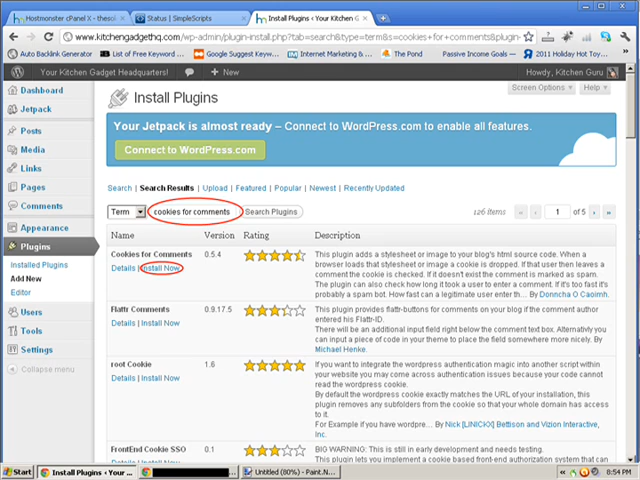 Hostmonster cPanel X - thesci
Status | SimpleScripts
Install Plugins ‹ Your Kitchen G
www.kitchengadgethq.com/wp-admin/plugin-install.php?tab=search&type=term&s=cookies+for+comments&plugin-
Auto Backlink Generator
List of Free Keyword ...
Google Suggest Keyw...
Internet Marketing & ...
The Pond
Passive Income Goals —
2011 Holiday Hot Toy...
Your Kitchen Gadget Headquarters!
+ New
Howdy, Kitchen Guru
Screen Options
Help
Dashboard
Jetpack
Posts
Media
Links
Pages
Comments
Appearance
Plugins
Installed Plugins
Add New
Editor
Users
Tools
Settings
Collapse menu
Install Plugins
Your Jetpack is almost ready – Connect to WordPress.com to enable all features.
Connect to WordPress.com
Search | Search Results | Upload | Featured | Popular | Newest | Recently Updated
Term
cookies for comments
Search Plugins
126 items
«
‹
1
of 5
›
»
Name
Version
Rating
Description
Cookies for Comments
Details | Install Now
0.5.4
This plugin adds a stylesheet or image to your blog's html source code. When a
browser loads that stylesheet or image a cookie is dropped. If that user then leaves a
comment the cookie is checked. If it doesn't exist the comment is marked as spam.
The plugin can also check how long it took a user to enter a comment. If it's too fast it's
probably a spam bot. How fast can a legitimate user enter th... By Donncha O Caoimh.
Flattr Comments
Details | Install Now
0.9.17.5
This plugin provides flattr-buttons for comments on your blog if the comment author
entered his Flattr-ID.
There will be an additional input field right below the comment text box. Alternativly you
can input a piece of code in your theme to place the field somewhere more nicely. By
Michael Henke.
root Cookie
Details | Install Now
1.6
If you want to integrate the wordpress authentication magic into another script within
your website you may come across authentication issues because your code cannot
read the wordpress cookie.
By default the wordpress cookie exactly matches the URL of your installation, this
plugin removes any subfolders from the cookie so that your whole domain has access
to it.
For Example if you have wordpre... By Nick [LINICKX] Bettison and Vizion Interactive,
Inc.
FrontEnd Cookie SSO
Details | Install Now
0.1
BIG WARNING: This is still in early development and needs testing.
This plugin lets you implement a cookie based front-end authorization system that can
Start
Install Plugins ‹ Your ...
Untitled (80%) - Paint.N...
8:54 PM